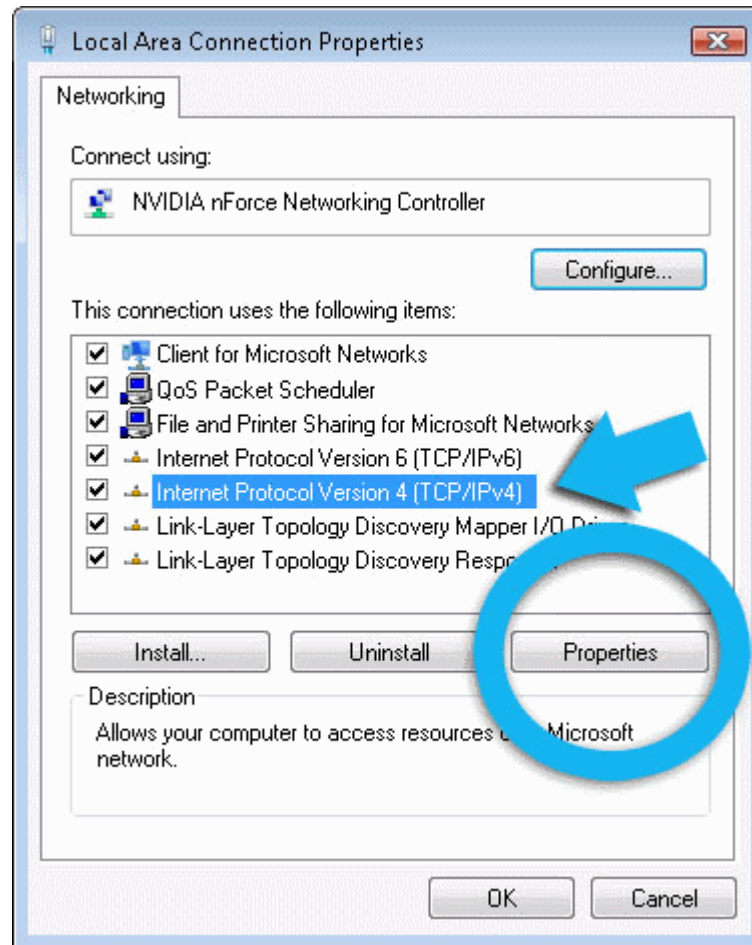 Local Area Connection Properties
Networking
Connect using:
NVIDIA nForce Networking Controller
Configure...
This connection uses the following items:
Client for Microsoft Networks
QoS Packet Scheduler
File and Printer Sharing for Microsoft Networks
Internet Protocol Version 6 (TCP/IPv6)
Internet Protocol Version 4 (TCP/IPv4)
Link-Layer Topology Discovery Mapper I/O
Link-Layer Topology Discovery
Install...
Uninstall
Properties
Description
Allows your computer to access resources Microsoft
network.
OK
Cancel